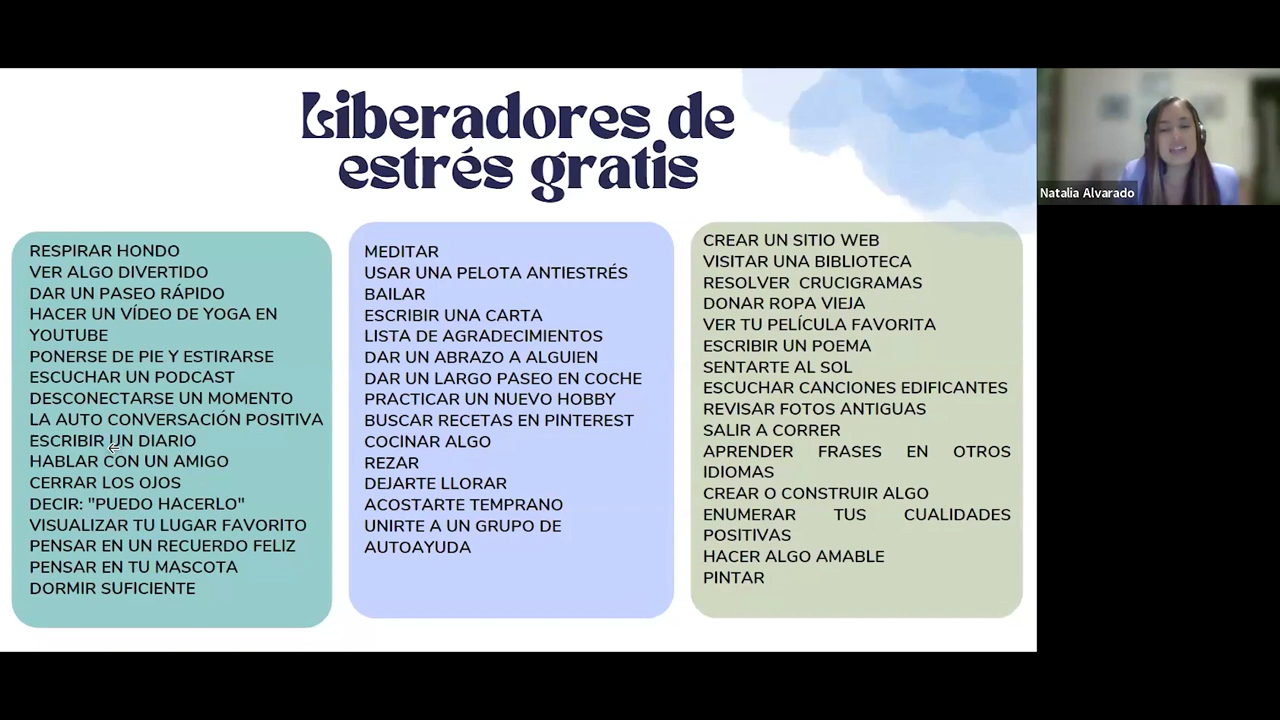 Liberadores de
estrés gratis
RESPIRAR HONDO
VER ALGO DIVERTIDO
DAR UN PASEO RÁPIDO
HACER UN VÍDEO DE YOGA EN
YOUTUBE
PONERSE DE PIE Y ESTIRARSE
ESCUCHAR UN PODCAST
DESCONECTARSE UN MOMENTO
LA AUTO CONVERSACIÓN POSITIVA
ESCRIBIR UN DIARIO
HABLAR CON UN AMIGO
CERRAR LOS OJOS
DECIR: "PUEDO HACERLO"
VISUALIZAR TU LUGAR FAVORITO
PENSAR EN UN RECUERDO FELIZ
PENSAR EN TU MASCOTA
DORMIR SUFICIENTE
MEDITAR
USAR UNA PELOTA ANTIESTRÉS
BAILAR
ESCRIBIR UNA CARTA
LISTA DE AGRADECIMIENTOS
DAR UN ABRAZO A ALGUIEN
DAR UN LARGO PASEO EN COCHE
PRACTICAR UN NUEVO HOBBY
BUSCAR RECETAS EN PINTEREST
COCINAR ALGO
REZAR
DEJARTE LLORAR
ACOSTARTE TEMPRANO
UNIRTE A UN GRUPO DE
AUTOAYUDA
CREAR UN SITIO WEB
VISITAR UNA BIBLIOTECA
RESOLVER CRUCIGRAMAS
DONAR ROPA VIEJA
VER TU PELÍCULA FAVORITA
ESCRIBIR UN POEMA
SENTARTE AL SOL
ESCUCHAR CANCIONES EDIFICANTES
REVISAR FOTOS ANTIGUAS
SALIR A CORRER
APRENDER FRASES EN OTROS
IDIOMAS
CREAR O CONSTRUIR ALGO
ENUMERAR TUS CUALIDADES
POSITIVAS
HACER ALGO AMABLE
PINTAR
Natalia Alvarado